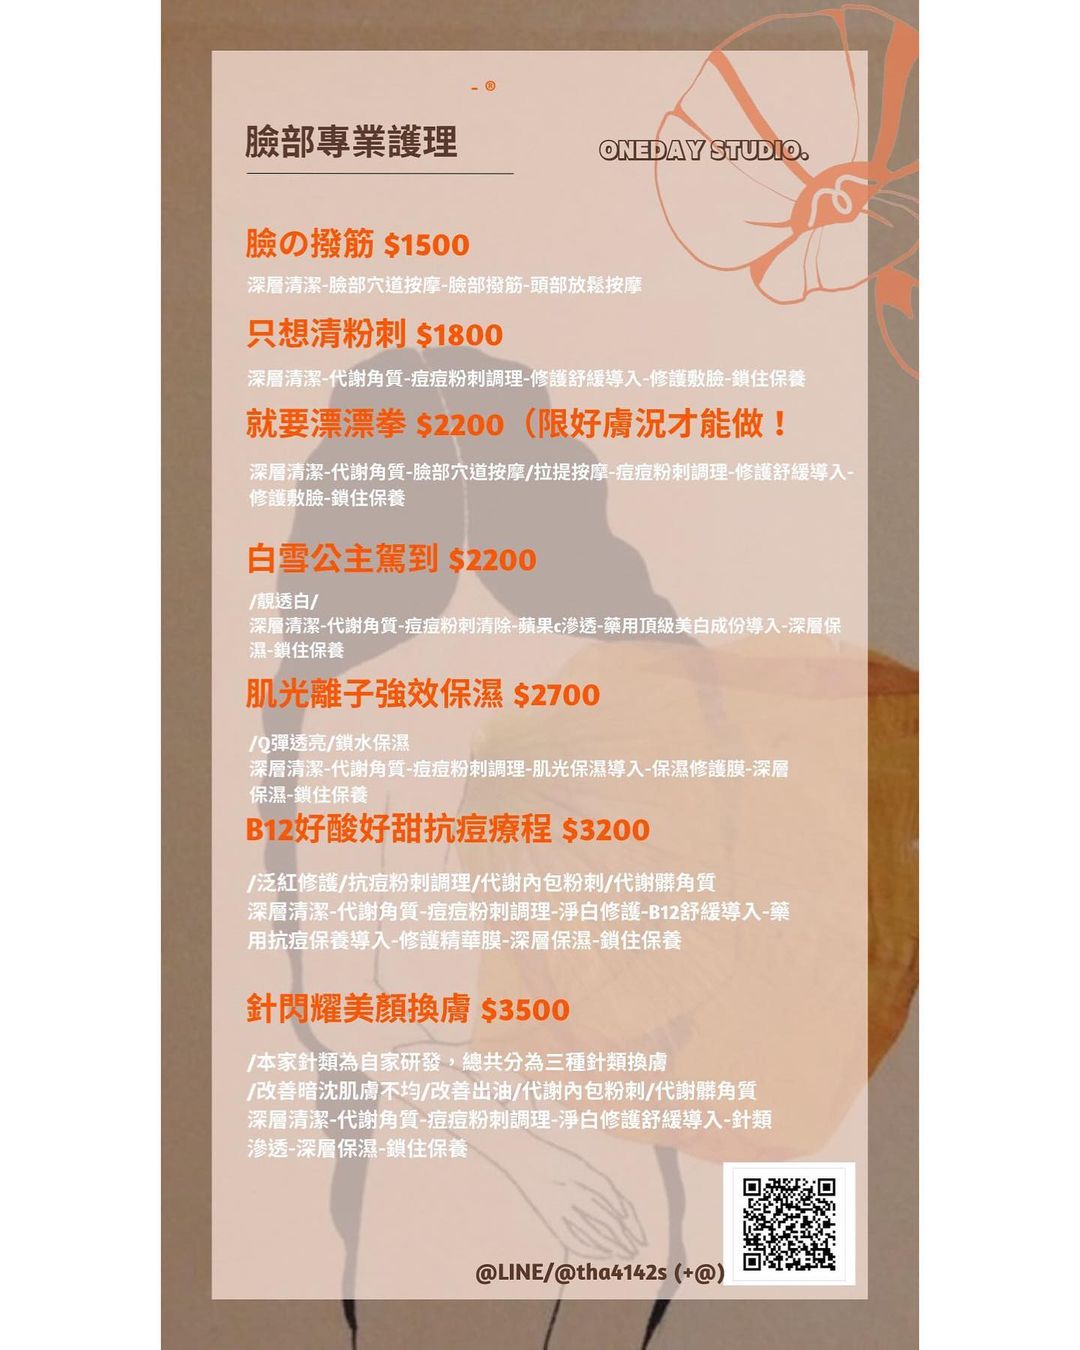 - ®
臉部專業護理
ONEDAY STUDIO.
臉の撥筋 $1500
深層清潔-臉部穴道按摩-臉部撥筋-頭部放鬆按摩
只想清粉刺 $1800
深層清潔-代謝角質-痘痘粉刺調理-修護舒緩導入-修護敷臉-鎖住保養
就要漂漂拳 $2200（限好膚況才能做！
深層清潔-代謝角質-臉部穴道按摩/拉提按摩-痘痘粉刺調理-修護舒緩導入-
修護敷臉-鎖住保養
白雪公主駕到 $2200
/靚透白/
深層清潔-代謝角質-痘痘粉刺清除-蘋果c滲透-藥用頂級美白成份導入-深層保
濕-鎖住保養
肌光離子強效保濕 $2700
/Q彈透亮/鎖水保濕
深層清潔-代謝角質-痘痘粉刺調理-肌光保濕導入-保濕修護膜-深層
保濕-鎖住保養
B12好酸好甜抗痘療程 $3200
/泛紅修護/抗痘粉刺調理/代謝內包粉刺/代謝髒角質
深層清潔-代謝角質-痘痘粉刺調理-淨白修護-B12舒緩導入-藥
用抗痘保養導入-修護精華膜-深層保濕-鎖住保養
針閃耀美顏換膚 $3500
/本家針類為自家研發，總共分為三種針類換膚
/改善暗沈肌膚不均/改善出油/代謝內包粉刺/代謝髒角質
深層清潔-代謝角質-痘痘粉刺調理-淨白修護舒緩導入-針類
滲透-深層保濕-鎖住保養
@LINE/@tha4142s (+@)